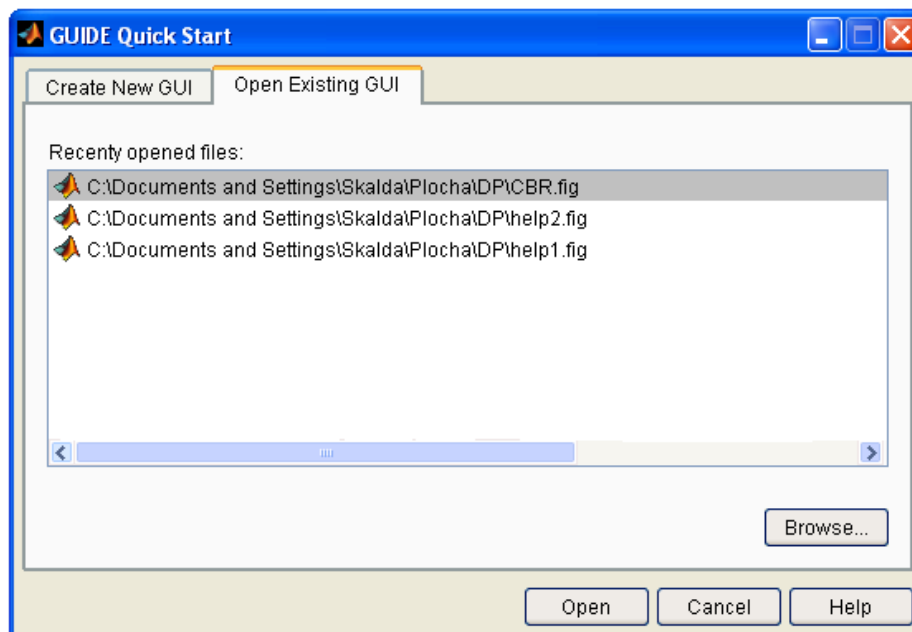 GUIDE Quick Start
Create New GUI
Open Existing GUI
Recenty opened files:
C:\Documents and Settings\Skalda\Plocha\DP\CBR.fig
C:\Documents and Settings\Skalda\Plocha\DP\help2.fig
C:\Documents and Settings\Skalda\Plocha\DP\help1.fig
Browse...
Open
Cancel
Help